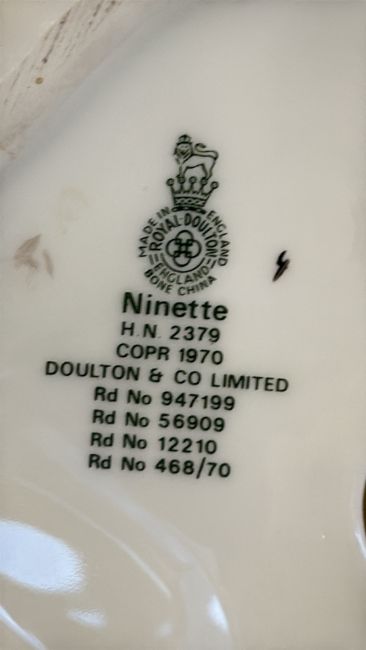 MADE IN ENGLAND
ROYAL·DOULTON
ENGLAND
BONE CHINA
Ninette
H.N. 2379
COPR 1970
DOULTON & CO LIMITED
Rd No 947199
Rd No 56909
Rd No 12210
Rd No 468/70